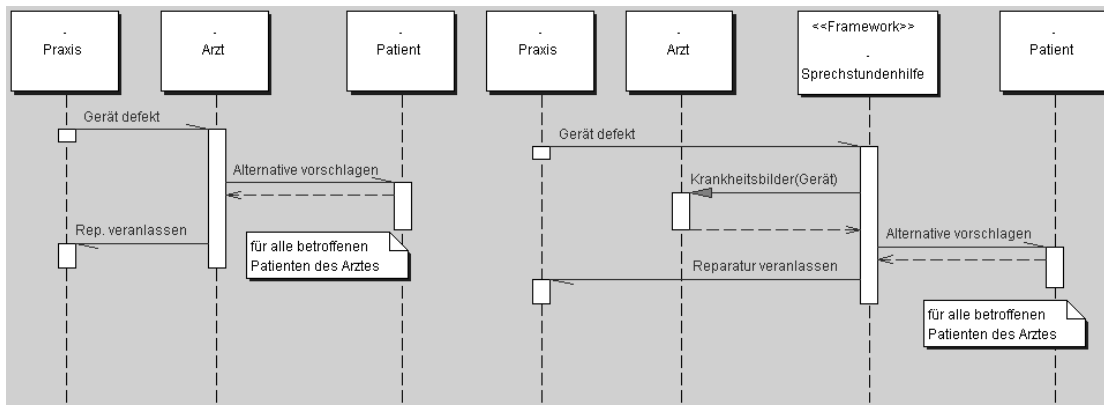 Praxis
Arzt
Patient
Gerät defekt
Alternative vorschlagen
Rep. veranlassen
für alle betroffenen
Patienten des Arztes
Praxis
Arzt
<<Framework>>
Sprechstundenhilfe
Patient
Gerät defekt
Krankheitsbilder(Gerät)
Alternative vorschlagen
Reparatur veranlassen
für alle betroffenen
Patienten des Arztes